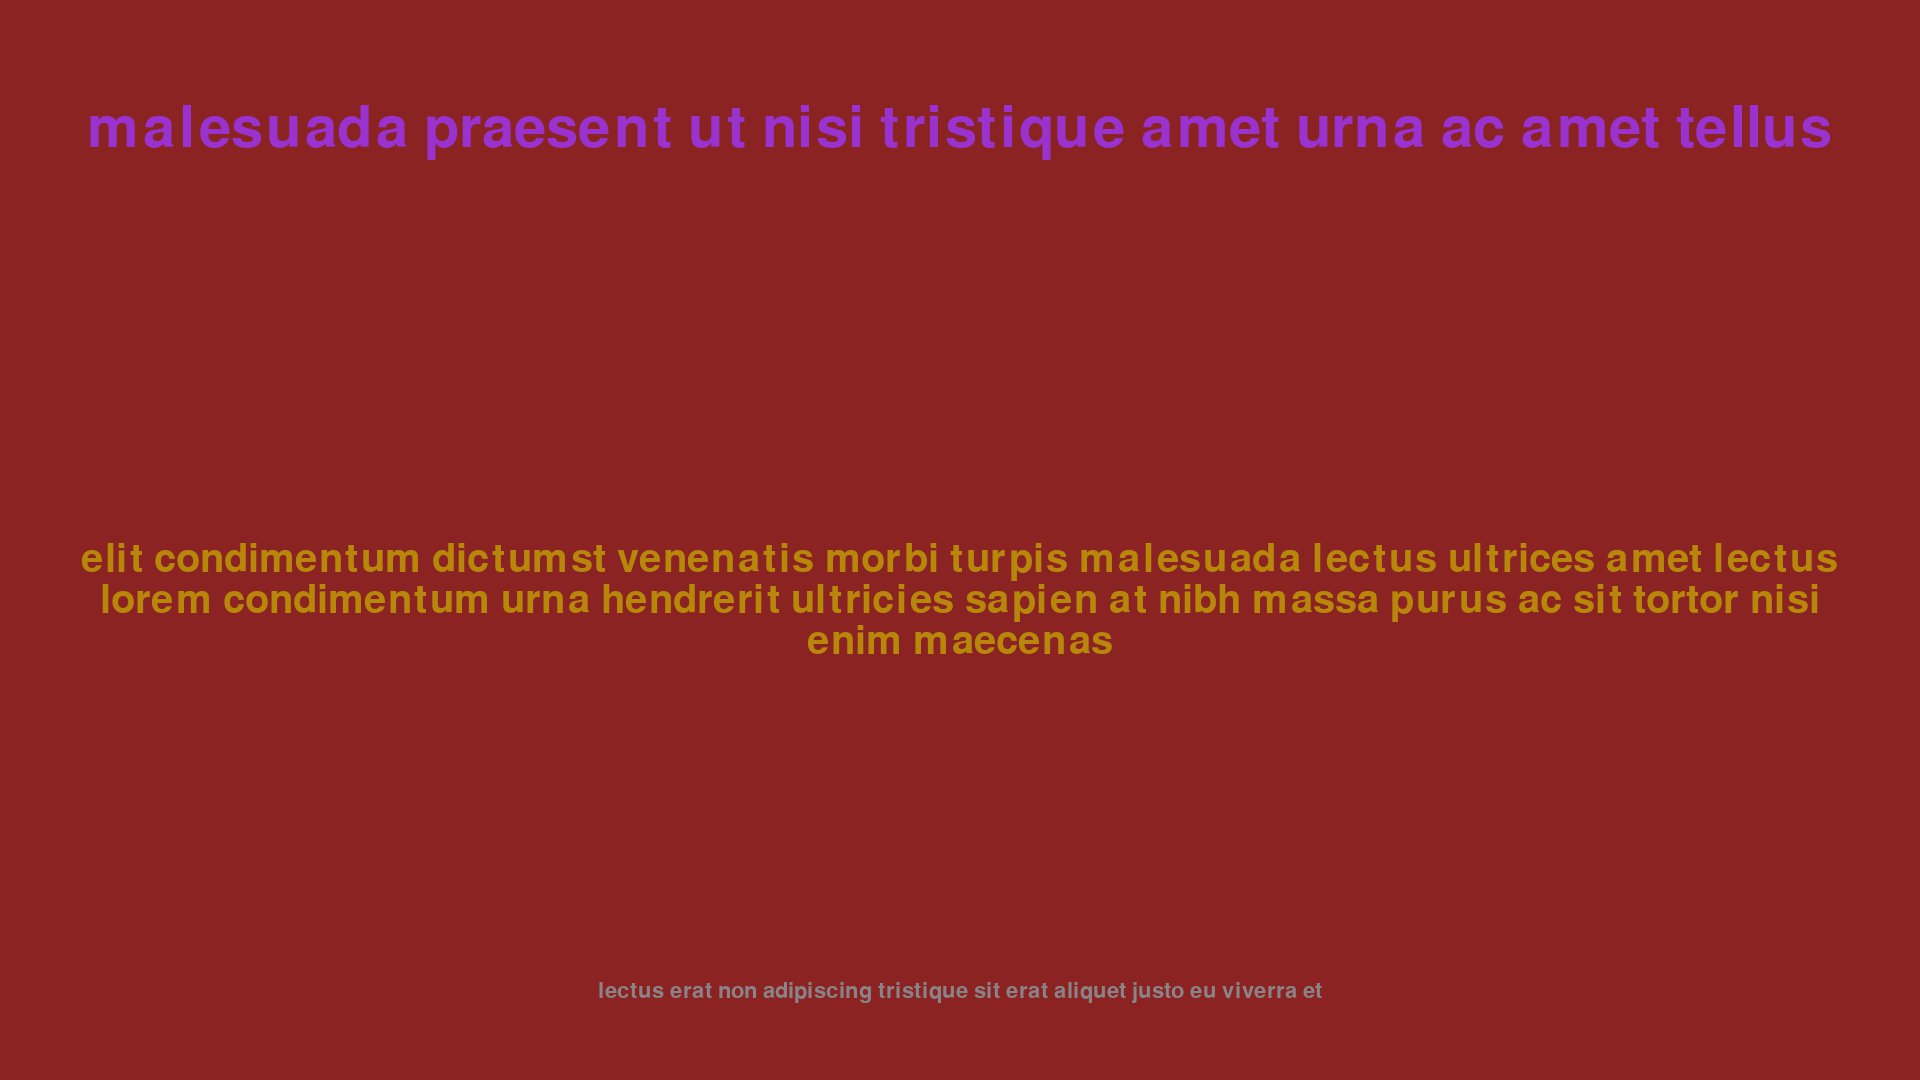 malesuada praesent ut nisi tristique amet urna ac amet tellus
elit condimentum dictumst venenatis morbi turpis malesuada lectus ultrices amet lectus
lorem condimentum urna hendrerit ultricies sapien at nibh massa purus ac sit tortor nisi
enim maecenas
lectus erat non adipiscing tristique sit erat aliquet justo eu viverra et